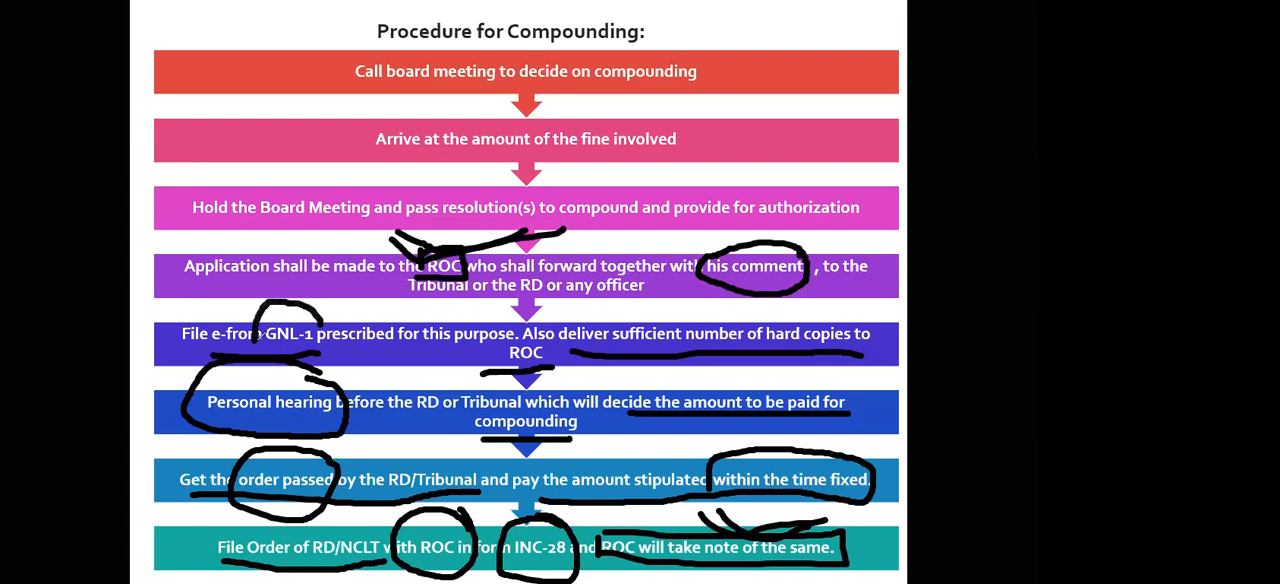 Procedure for Compounding:
Call board meeting to decide on compounding
Arrive at the amount of the fine involved
Hold the Board Meeting and pass resolution(s) to compound and provide for authorization
Application shall be made to the ROC who shall forward together with his comments , to the
Tribunal or the RD or any officer
File e-from GNL-1 prescribed for this purpose. Also deliver sufficient number of hard copies to
ROC
Personal hearing before the RD or Tribunal which will decide the amount to be paid for
compounding
Get the order passed by the RD/Tribunal and pay the amount stipulated within the time fixed.
File Order of RD/NCLT with ROC in form INC-28 and ROC will take note of the same.